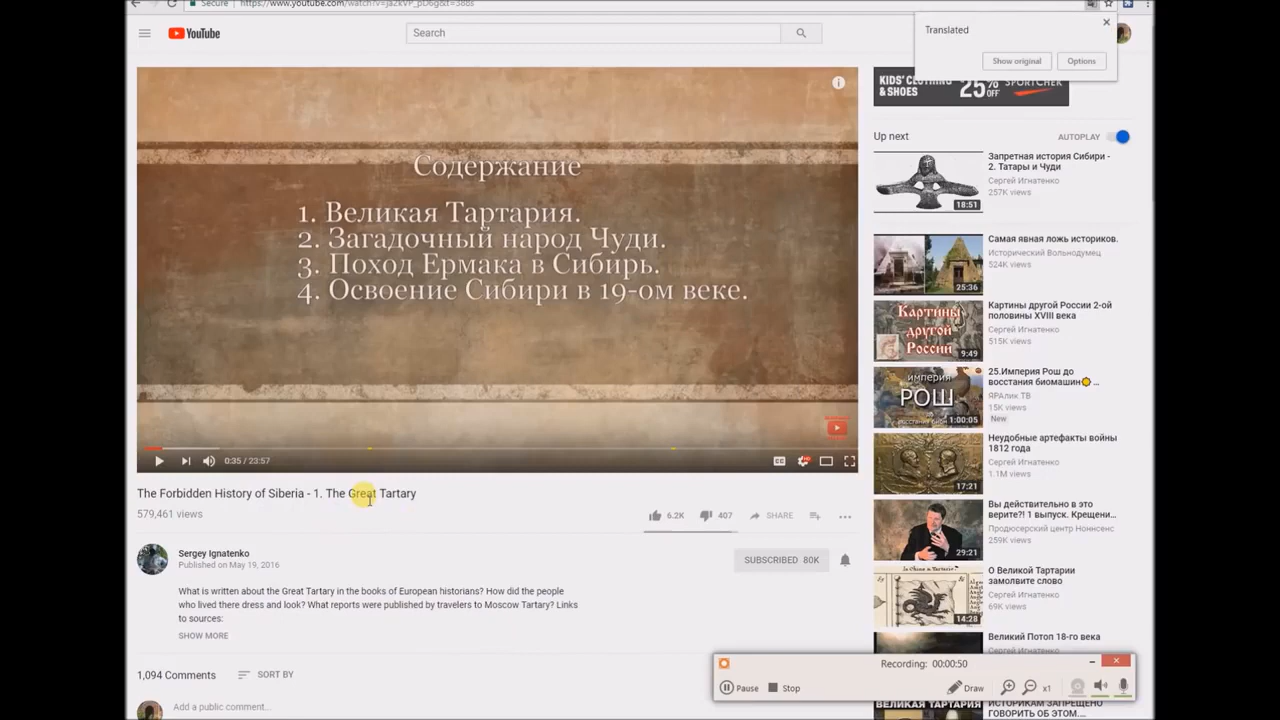 Secure
https://www.youtube.com/watch?v=ja2kVP_pD6g&t=388s
YouTube
Search
Translated
Show original
Options
KIDS' CLOTHING
& SHOES
25%
OFF
SPORTCHEK
Содержание
1. Великая Тартария.
2. Загадочный народ Чуди.
3. Поход Ермака в Сибирь.
4. Освоение Сибири в 19-ом веке.
0:35 / 23:57
CC
The Forbidden History of Siberia - 1. The Great Tartary
579,461 views
6.2K
407
SHARE
Sergey Ignatenko
Published on May 19, 2016
SUBSCRIBED 80K
What is written about the Great Tartary in the books of European historians? How did the people
who lived there dress and look? What reports were published by travelers to Moscow Tartary? Links
to sources:
SHOW MORE
1,094 Comments
SORT BY
Add a public comment...
Up next
AUTOPLAY
Запретная история Сибири -
2. Татары и Чуди
Сергей Игнатенко
257K views
18:51
Самая явная ложь историков.
Исторический Вольнодумец
524K views
25:36
Картины другой России 2-ой
половины XVIII века
Сергей Игнатенко
515K views
Картины
другой
России
9:49
25.Империя Рош до
восстания биомашин ...
ЯРАлик ТВ
15K views
New
империя
РОШ
1:00:05
Неудобные артефакты войны
1812 года
Сергей Игнатенко
1.1M views
17:21
Вы действительно в это
верите?! 1 выпуск. Крещени...
Продюсерский центр Ноннсенс
259K views
29:21
О Великой Тартарии
замолвите слово
Сергей Игнатенко
69K views
14:28
Великий Потоп 18-го века
Recording: 00:00:50
Pause
Stop
Draw
x1
ВЕЛИКАЯ ТАРТАРИЯ
ИСТОРИКАМ ЗАПРЕЩЕНО
ГОВОРИТЬ ОБ ЭТОМ....